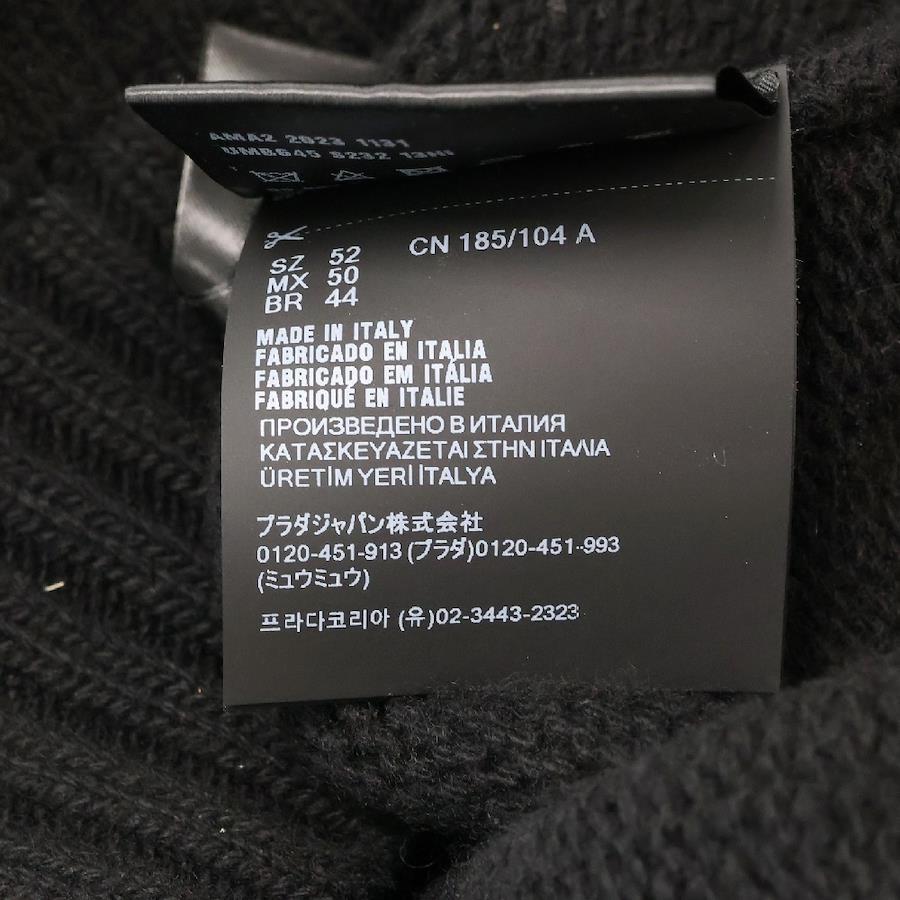 AMA2 2023 1131
UMB645 S232 13HI
SZ 52 CN 185/104 A
MX 50
BR 44
MADE IN ITALY
FABRICADO EN ITALIA
FABRICADO EM ITÁLIA
FABRIQUÉ EN ITALIE
ПРОИЗВЕДЕНО В ИТАЛИЯ
ΚΑΤΑΣΚΕΥΑΖΕΤΑΙ ΣΤΗΝ ΙΤΑΛΙΑ
ÜRETİM YERİ İTALYA
プラダジャパン株式会社
0120-451-913 (プラダ)0120-451-993
(ミュウミュウ)
프라다코리아 (유)02-3443-2323